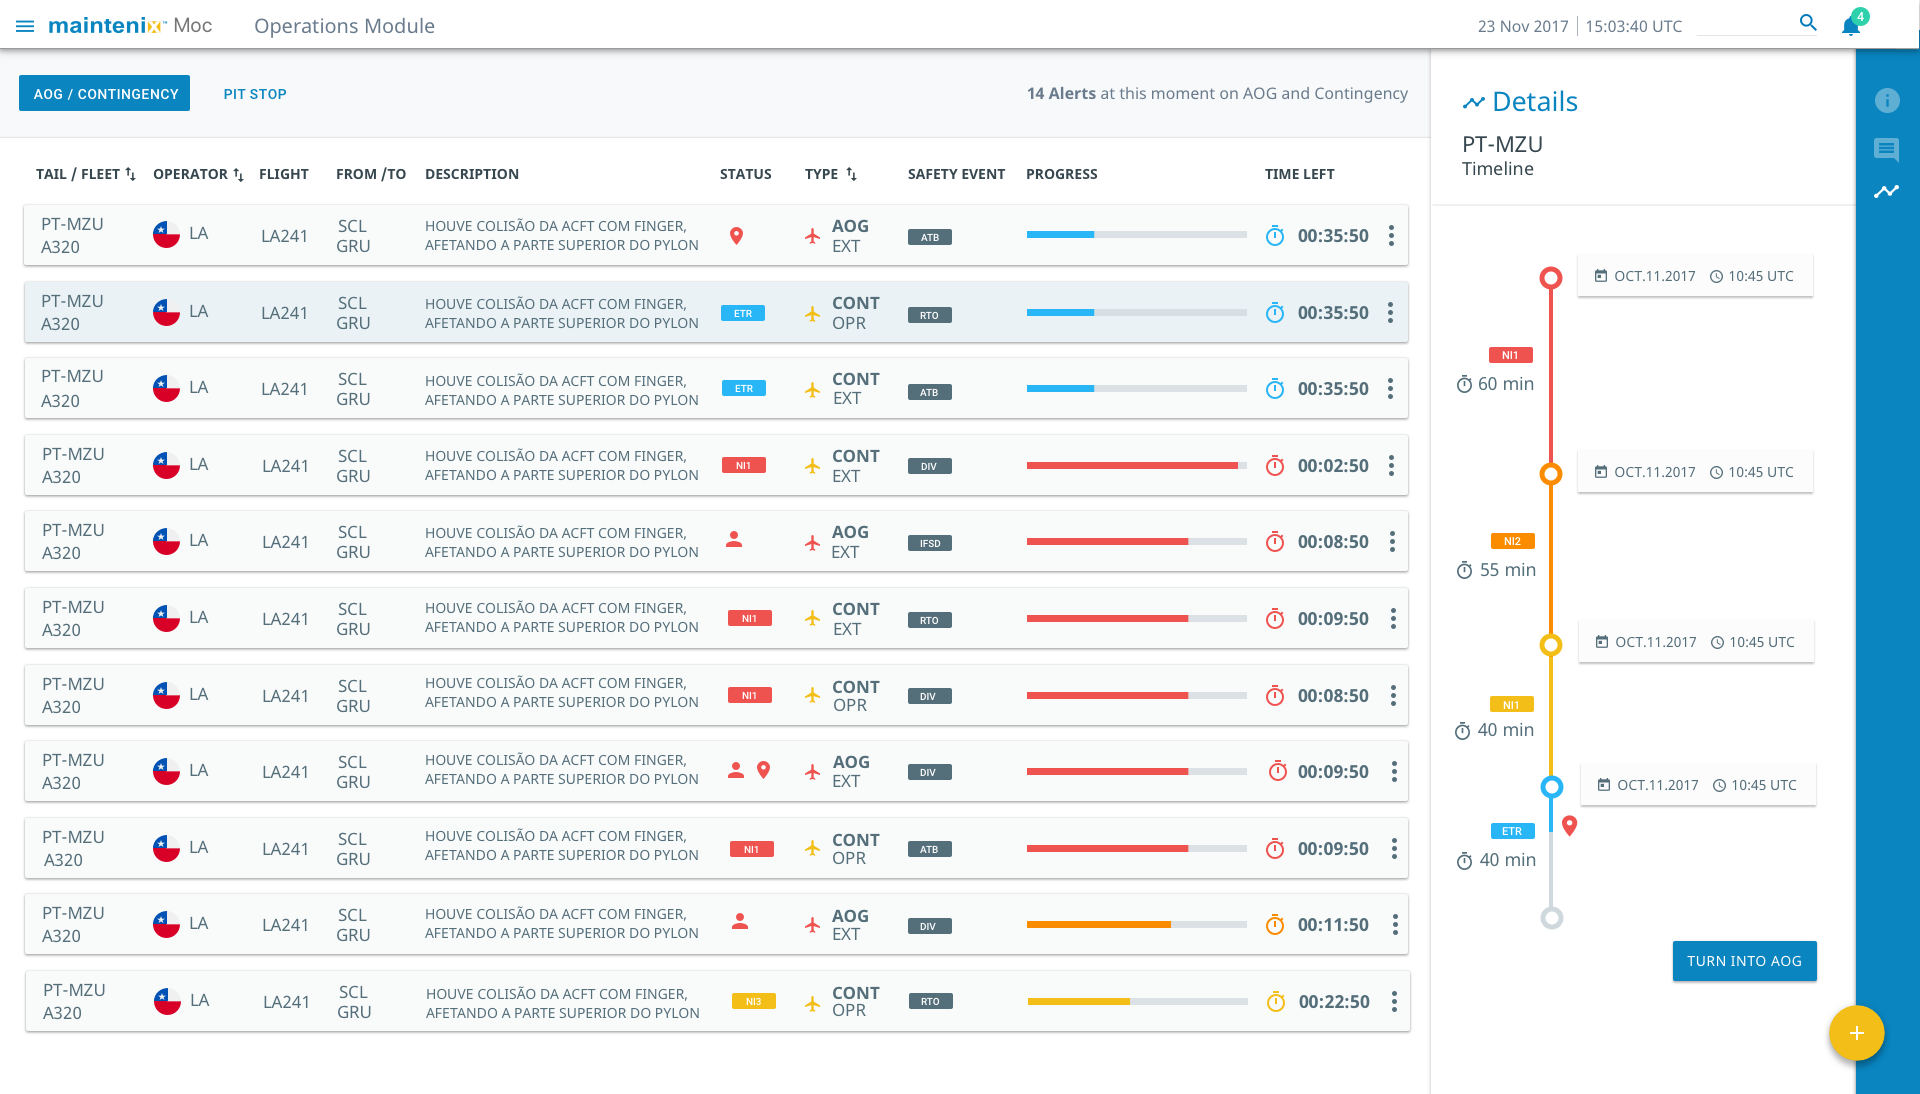 maintenix Moc
Operations Module
23 Nov 2017 | 15:03:40 UTC
4
AOG / CONTINGENCY
PIT STOP
14 Alerts at this moment on AOG and Contingency
TAIL / FLEET OPERATOR FLIGHT FROM /TO DESCRIPTION STATUS TYPE SAFETY EVENT PROGRESS TIME LEFT
PT-MZU LA LA241 SCL HOUVE COLISÃO DA ACFT COM FINGER, AOG ATB 00:35:50
A320 GRU AFETANDO A PARTE SUPERIOR DO PYLON EXT
PT-MZU LA LA241 SCL HOUVE COLISÃO DA ACFT COM FINGER, ETR CONT RTO 00:35:50
A320 GRU AFETANDO A PARTE SUPERIOR DO PYLON OPR
PT-MZU LA LA241 SCL HOUVE COLISÃO DA ACFT COM FINGER, ETR CONT ATB 00:35:50
A320 GRU AFETANDO A PARTE SUPERIOR DO PYLON EXT
PT-MZU LA LA241 SCL HOUVE COLISÃO DA ACFT COM FINGER, NI1 CONT DIV 00:02:50
A320 GRU AFETANDO A PARTE SUPERIOR DO PYLON EXT
PT-MZU LA LA241 SCL HOUVE COLISÃO DA ACFT COM FINGER, AOG IFSD 00:08:50
A320 GRU AFETANDO A PARTE SUPERIOR DO PYLON EXT
PT-MZU LA LA241 SCL HOUVE COLISÃO DA ACFT COM FINGER, NI1 CONT RTO 00:09:50
A320 GRU AFETANDO A PARTE SUPERIOR DO PYLON EXT
PT-MZU LA LA241 SCL HOUVE COLISÃO DA ACFT COM FINGER, NI1 CONT DIV 00:08:50
A320 GRU AFETANDO A PARTE SUPERIOR DO PYLON OPR
PT-MZU LA LA241 SCL HOUVE COLISÃO DA ACFT COM FINGER, AOG DIV 00:09:50
A320 GRU AFETANDO A PARTE SUPERIOR DO PYLON EXT
PT-MZU LA LA241 SCL HOUVE COLISÃO DA ACFT COM FINGER, NI1 CONT ATB 00:09:50
A320 GRU AFETANDO A PARTE SUPERIOR DO PYLON OPR
PT-MZU LA LA241 SCL HOUVE COLISÃO DA ACFT COM FINGER, AOG DIV 00:11:50
A320 GRU AFETANDO A PARTE SUPERIOR DO PYLON EXT
PT-MZU LA LA241 SCL HOUVE COLISÃO DA ACFT COM FINGER, NI3 CONT RTO 00:22:50
A320 GRU AFETANDO A PARTE SUPERIOR DO PYLON OPR
Details
PT-MZU
Timeline
OCT.11.2017 10:45 UTC
NI1
60 min
OCT.11.2017 10:45 UTC
NI2
55 min
OCT.11.2017 10:45 UTC
NI1
40 min
OCT.11.2017 10:45 UTC
ETR
40 min
TURN INTO AOG